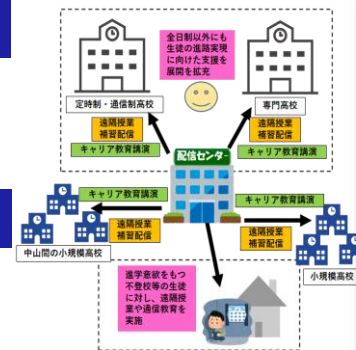 全日制以外にも
生徒の進路実現
に向けた支援を
展開を拡充
定時制・通信制高校
専門高校
遠隔授業
補習配信
キャリア教育講演
遠隔授業
補習配信
キャリア教育講演
配信センター
キャリア教育講演
遠隔授業
補習配信
中山間の小規模高校
キャリア教育講演
遠隔授業
補習配信
小規模高校
進学意欲をもつ
不登校等の生徒
に対し、遠隔授
業や通信教育を
実施